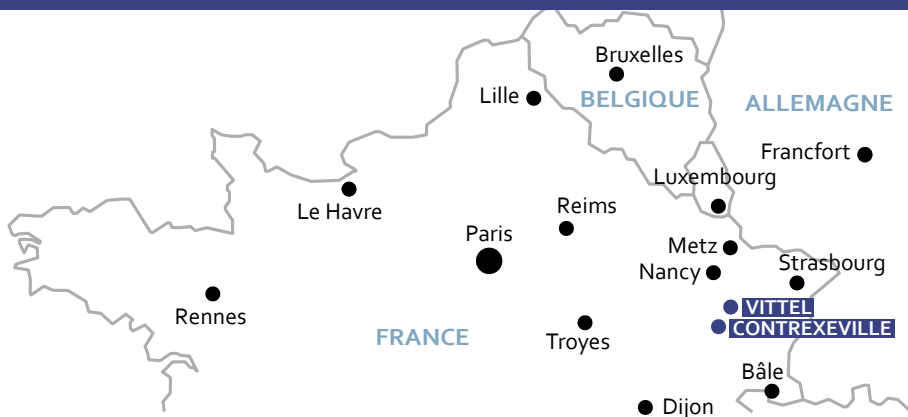 Bruxelles
Lille
BELGIQUE
ALLEMAGNE
Francfort
Luxembourg
Le Havre
Reims
Paris
Metz
Nancy
Strasbourg
Rennes
VITTEL
CONTREXEVILLE
FRANCE
Troyes
Bâle
Dijon